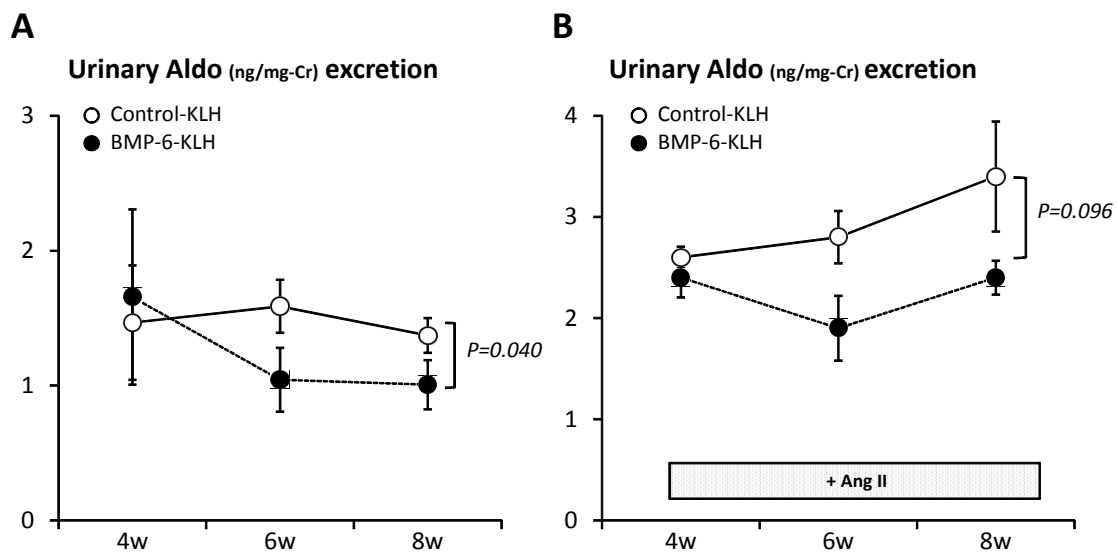 A
Urinary Aldo (ng/mg-Cr) excretion
3
2
1
0
Control-KLH
BMP-6-KLH
P=0.040
4w 6w 8w
B
Urinary Aldo (ng/mg-Cr) excretion
4
3
2
1
0
Control-KLH
BMP-6-KLH
P=0.096
+ Ang II
4w 6w 8w